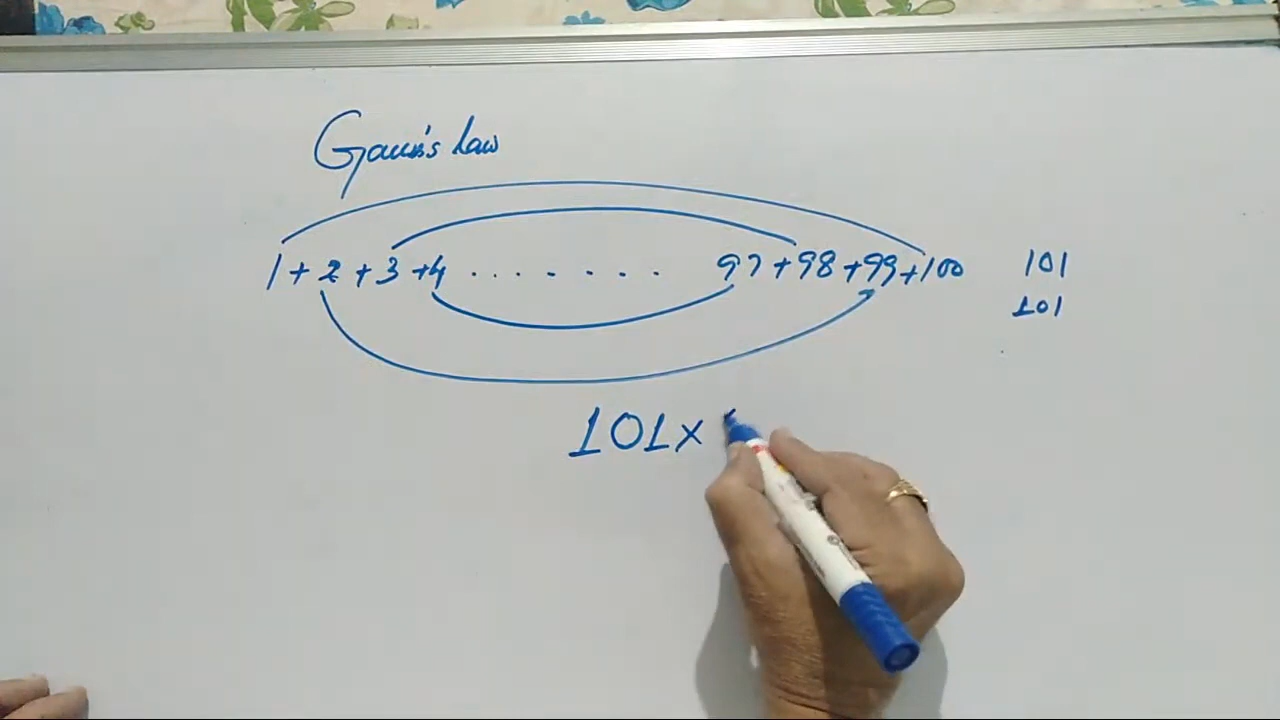 Gauss's law
1 + 2 + 3 + 4 ....... 97 + 98 + 99 + 100 101
101
101 x